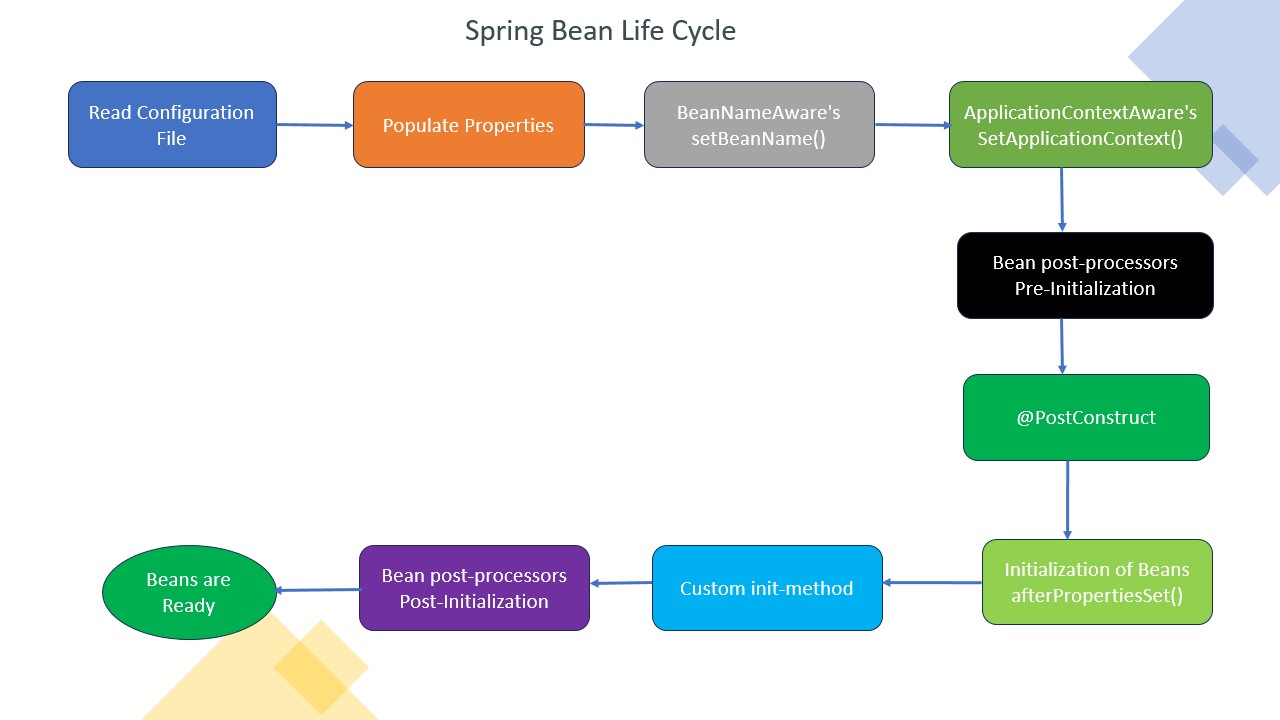 Spring Bean Life Cycle
Read Configuration
File
Populate Properties
BeanNameAware's
setBeanName()
ApplicationContextAware's
SetApplicationContext()
Bean post-processors
Pre-Initialization
@PostConstruct
Initialization of Beans
afterPropertiesSet()
Custom init-method
Bean post-processors
Post-Initialization
Beans are
Ready